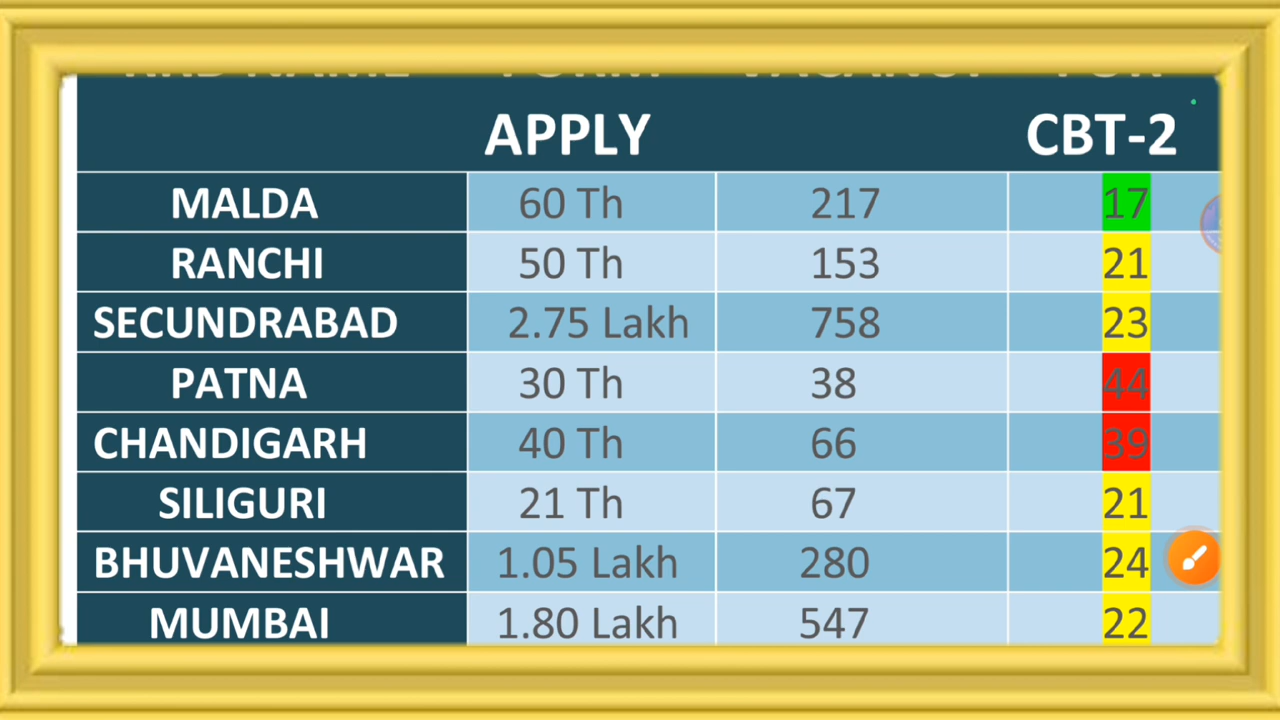 APPLY CBT-2
MALDA 60 Th 217 17
RANCHI 50 Th 153 21
SECUNDRABAD 2.75 Lakh 758 23
PATNA 30 Th 38 44
CHANDIGARH 40 Th 66 39
SILIGURI 21 Th 67 21
BHUVANESHWAR 1.05 Lakh 280 24
MUMBAI 1.80 Lakh 547 22